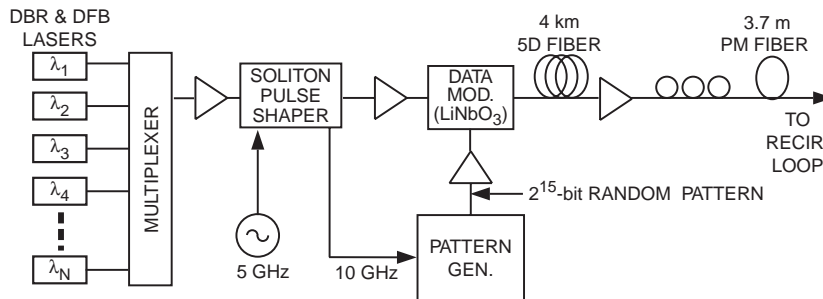 DBR & DFB
LASERS
λ1
λ2
λ3
λ4
λN
MULTIPLEXER
SOLITON
PULSE
SHAPER
5 GHz
10 GHz
DATA
MOD.
(LiNbO3)
2^15-bit RANDOM PATTERN
PATTERN
GEN.
4 km
5D FIBER
3.7 m
PM FIBER
TO
RECIR
LOOP